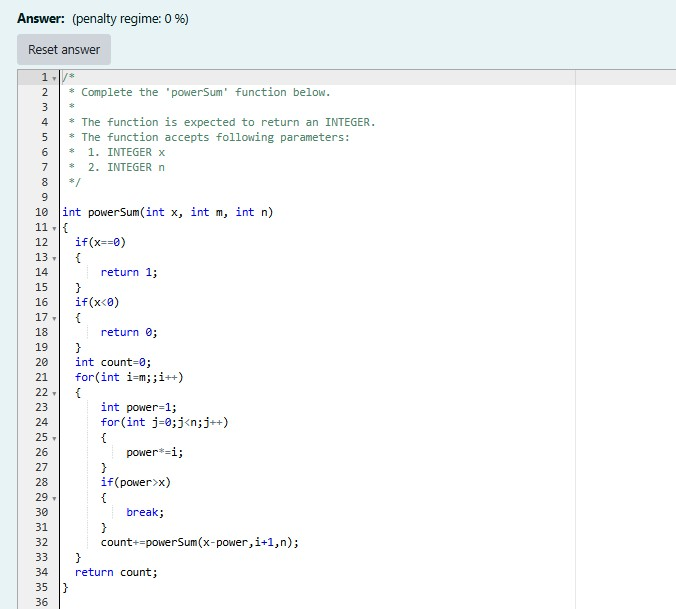 Answer: (penalty regime: 0 %)
Reset answer
1 /*
2  * Complete the 'powerSum' function below.
3  *
4  * The function is expected to return an INTEGER.
5  * The function accepts following parameters:
6  *  1. INTEGER x
7  *  2. INTEGER n
8  */
9
10 int powerSum(int x, int m, int n)
11 {
12   if(x==0)
13   {
14       return 1;
15   }
16   if(x<0)
17   {
18       return 0;
19   }
20   int count=0;
21   for(int i=m;;i++)
22   {
23       int power=1;
24       for(int j=0;j<n;j++)
25       {
26           power*=i;
27       }
28       if(power>x)
29       {
30           break;
31       }
32       count+=powerSum(x-power,i+1,n);
33   }
34   return count;
35 }
36